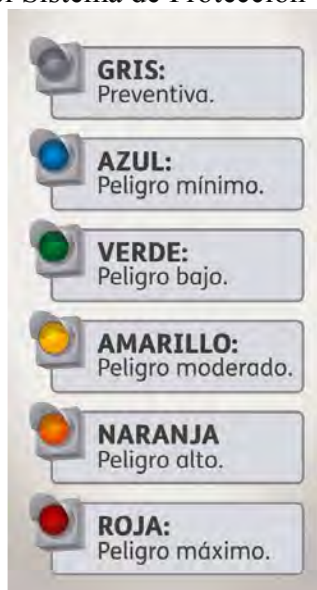 GRIS:
Preventiva.
AZUL:
Peligro mínimo.
VERDE:
Peligro bajo.
AMARILLO:
Peligro moderado.
NARANJA
Peligro alto.
ROJA:
Peligro máximo.